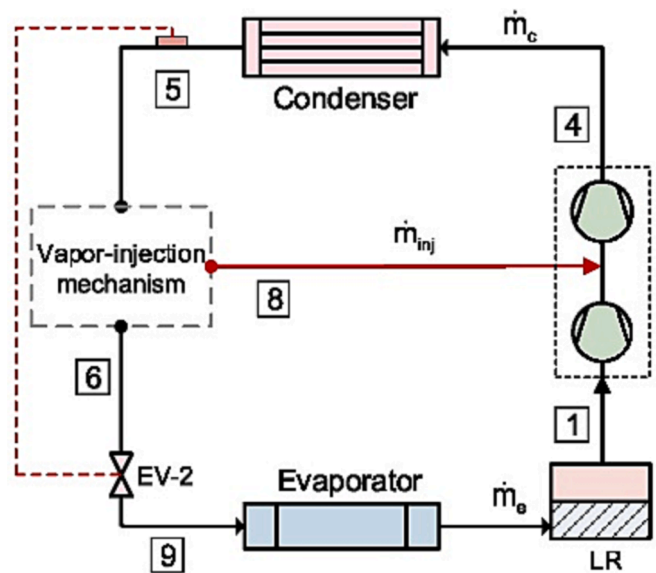 ṁc
5
Condenser
4
Vapor-injection
mechanism
ṁinj
8
6
1
EV-2
Evaporator
ṁe
9
LR